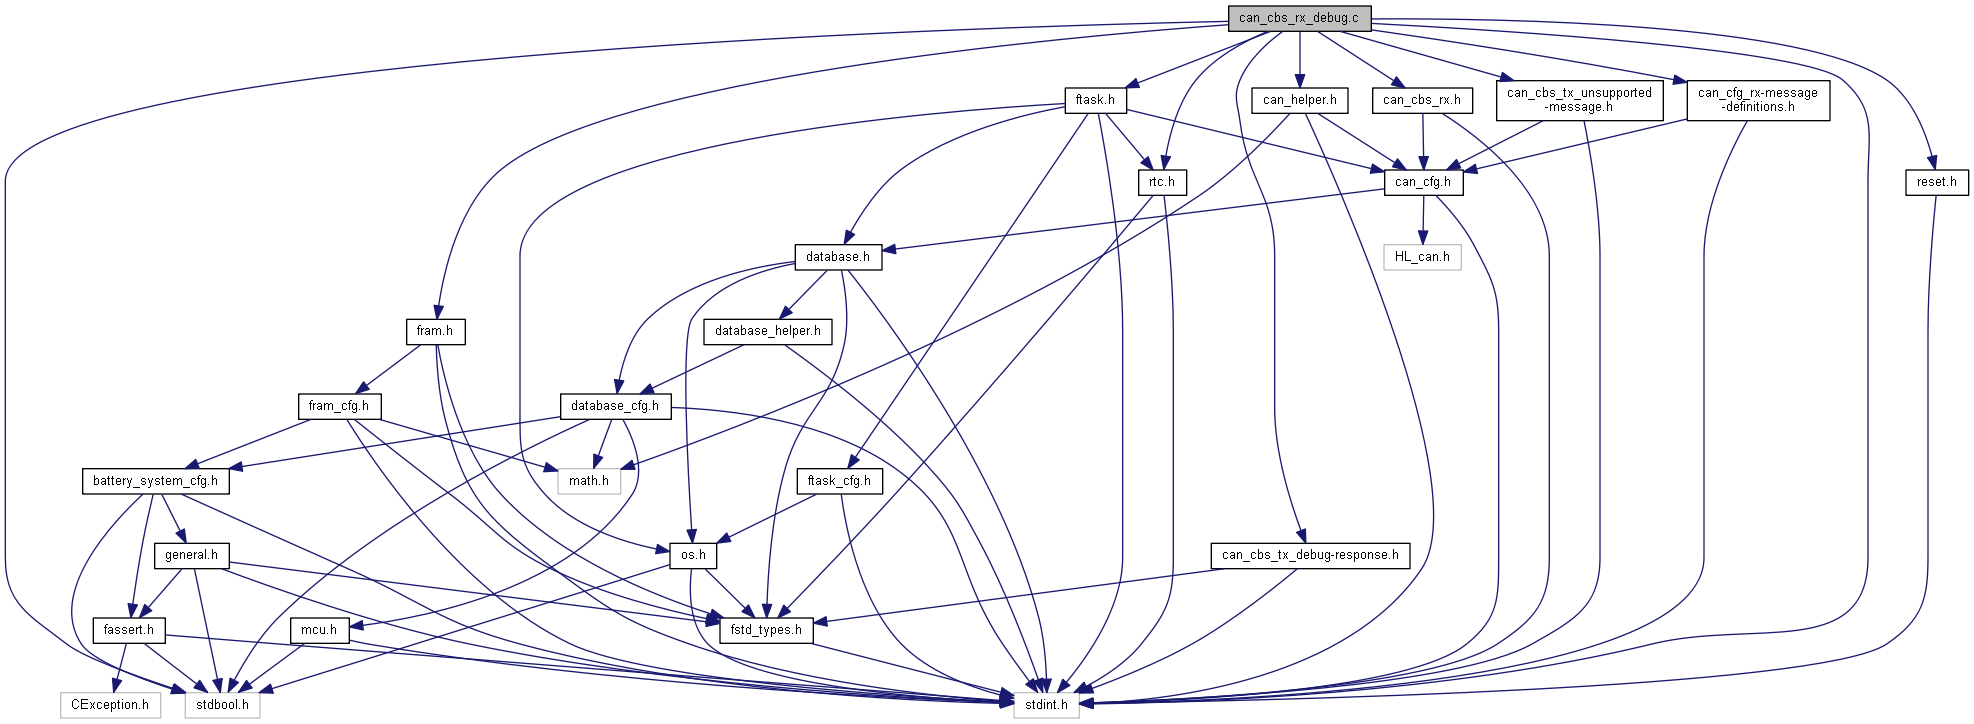 can_cbs_rx_debug.c
ftask.h
can_helper.h
can_cbs_rx.h
can_cbs_tx_unsupported
-message.h
can_cfg_rx-message
-definitions.h
rtc.h
can_cfg.h
reset.h
database.h
HL_can.h
fram.h
database_helper.h
fram_cfg.h
database_cfg.h
battery_system_cfg.h
math.h
ftask_cfg.h
general.h
os.h
can_cbs_tx_debug-response.h
fassert.h
mcu.h
fstd_types.h
CException.h
stdbool.h
stdint.h